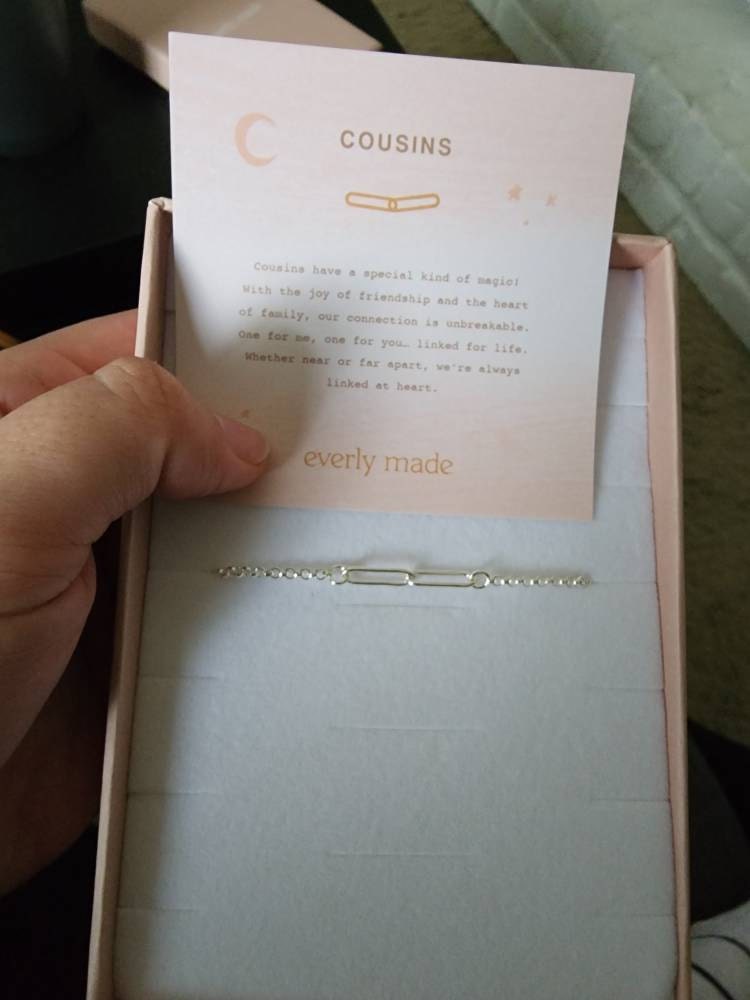 COUSINS
Cousins have a special kind of magic!
With the joy of friendship and the heart
of family, our connection is unbreakable.
One for me, one for you… linked for life.
Whether near or far apart, we're always
linked at heart.
everly made